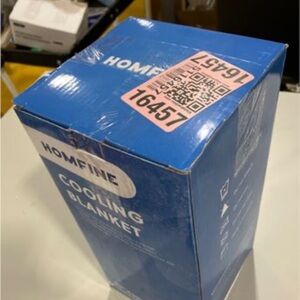 HOMFINE
16457
16457
HOMFINE
COOLING
BLANKET